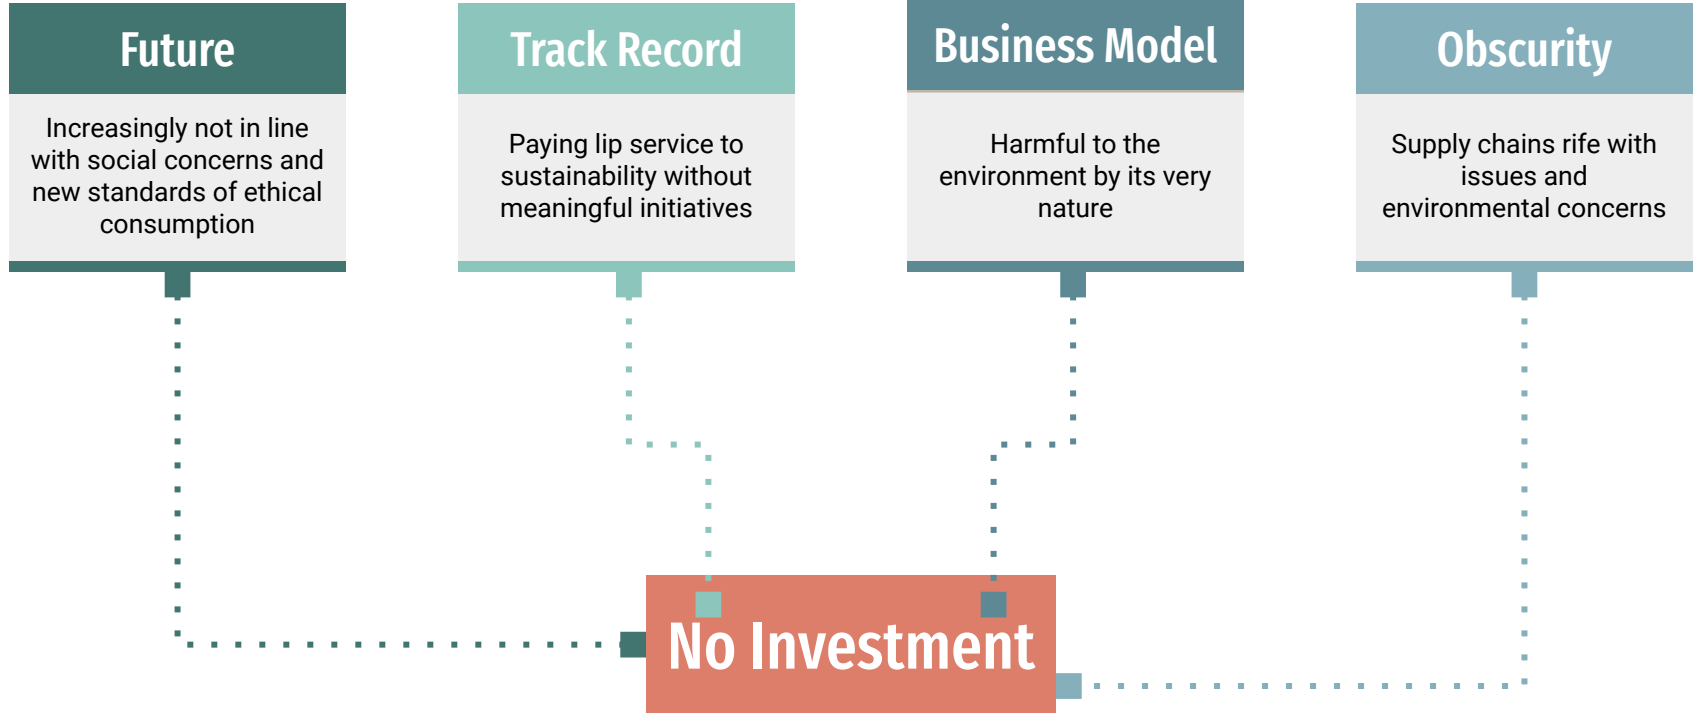 Future
Increasingly not in line
with social concerns and
new standards of ethical
consumption
Track Record
Paying lip service to
sustainability without
meaningful initiatives
Business Model
Harmful to the
environment by its very
nature
Obscurity
Supply chains rife with
issues and
environmental concerns
No Investment